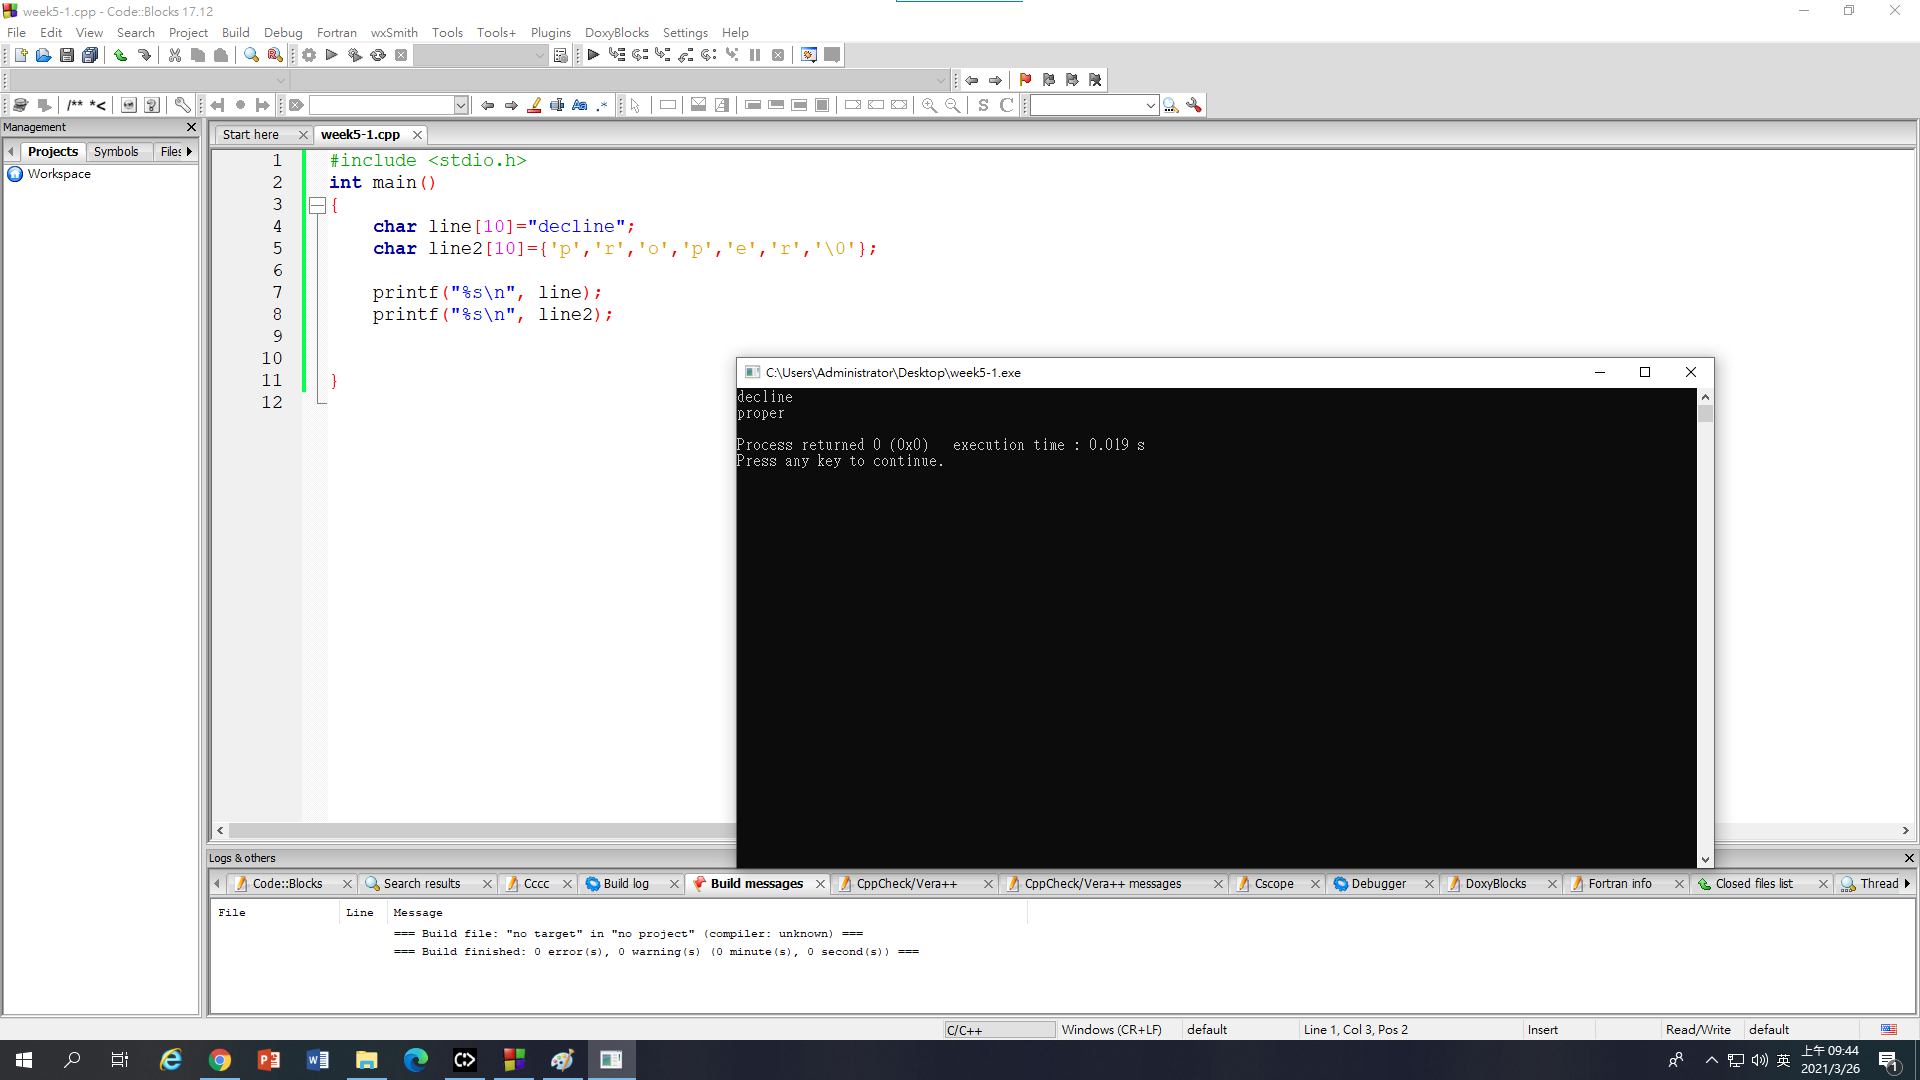 week5-1.cpp - Code::Blocks 17.12
File Edit View Search Project Build Debug Fortran wxSmith Tools Tools+ Plugins DoxyBlocks Settings Help
/** *<
Aa .*
S C
Management
Projects Symbols Files
Workspace
Start here week5-1.cpp
1 #include <stdio.h>
2 int main()
3 {
4 char line[10]="decline";
5 char line2[10]={'p','r','o','p','e','r','\0'};
6
7 printf("%s\n", line);
8 printf("%s\n", line2);
9
10
11 }
12
C:\Users\Administrator\Desktop\week5-1.exe
decline
proper
Process returned 0 (0x0) execution time : 0.019 s
Press any key to continue.
Logs & others
Code::Blocks Search results Cccc Build log Build messages CppCheck/Vera++ CppCheck/Vera++ messages Cscope Debugger DoxyBlocks Fortran info Closed files list Thread
File Line Message
=== Build file: "no target" in "no project" (compiler: unknown) ===
=== Build finished: 0 error(s), 0 warning(s) (0 minute(s), 0 second(s)) ===
C/C++ Windows (CR+LF) default Line 1, Col 3, Pos 2 Insert Read/Write default
英 上午 09:44
2021/3/26
1